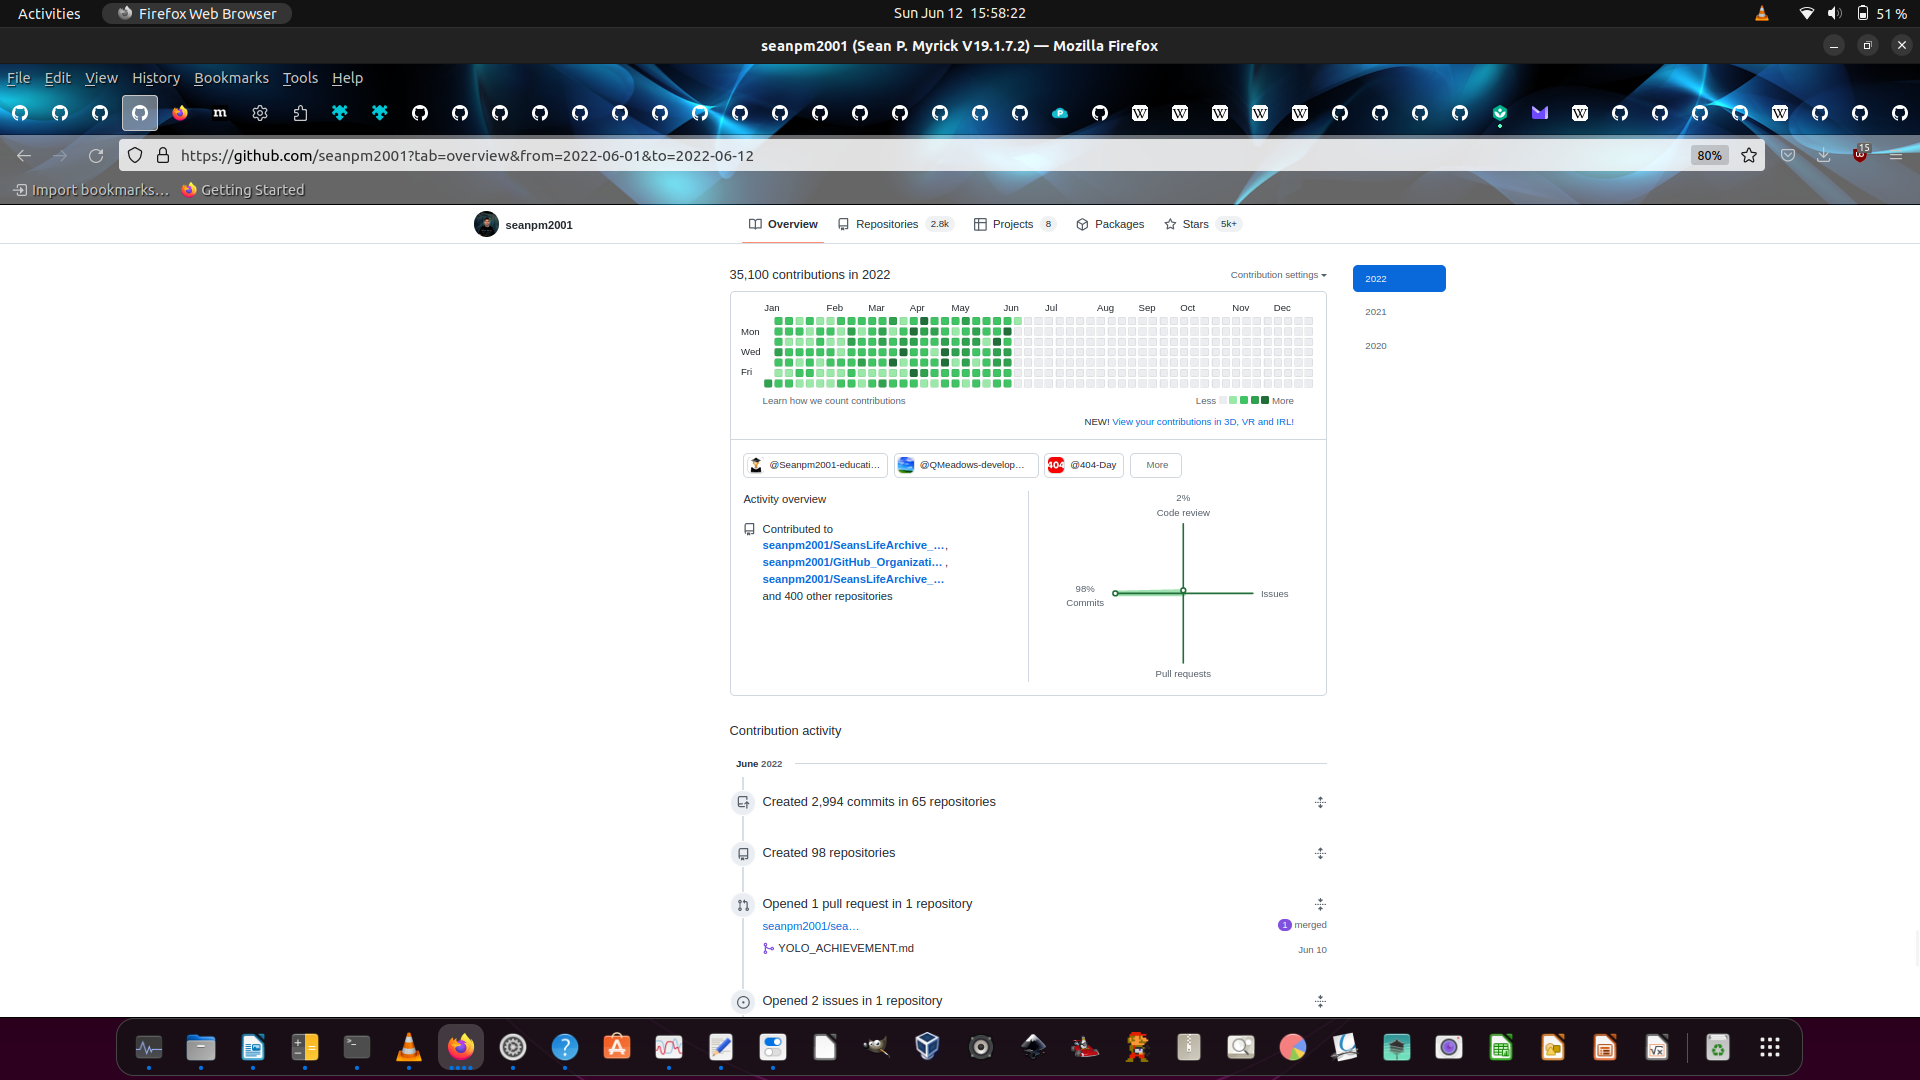 Activities
Firefox Web Browser
Sun Jun 12 15:58:22
51 %
seanpm2001 (Sean P. Myrick V19.1.7.2) — Mozilla Firefox
File Edit View History Bookmarks Tools Help
https://github.com/seanpm2001?tab=overview&from=2022-06-01&to=2022-06-12
80%
15
Import bookmarks…
Getting Started
seanpm2001
Overview
Repositories 2.8k
Projects 8
Packages
Stars 5k+
35,100 contributions in 2022
Contribution settings
2022
2021
2020
Jan Feb Mar Apr May Jun Jul Aug Sep Oct Nov Dec
Mon
Wed
Fri
Learn how we count contributions
Less
More
NEW! View your contributions in 3D, VR and IRL!
@Seanpm2001-educati…
@QMeadows-develop…
404
@404-Day
More
Activity overview
Contributed to
seanpm2001/SeansLifeArchive_…,
seanpm2001/GitHub_Organizati… ,
seanpm2001/SeansLifeArchive_…
and 400 other repositories
2%
Code review
98%
Commits
Issues
Pull requests
Contribution activity
June 2022
Created 2,994 commits in 65 repositories
Created 98 repositories
Opened 1 pull request in 1 repository
seanpm2001/sea…
1 merged
YOLO_ACHIEVEMENT.md
Jun 10
Opened 2 issues in 1 repository